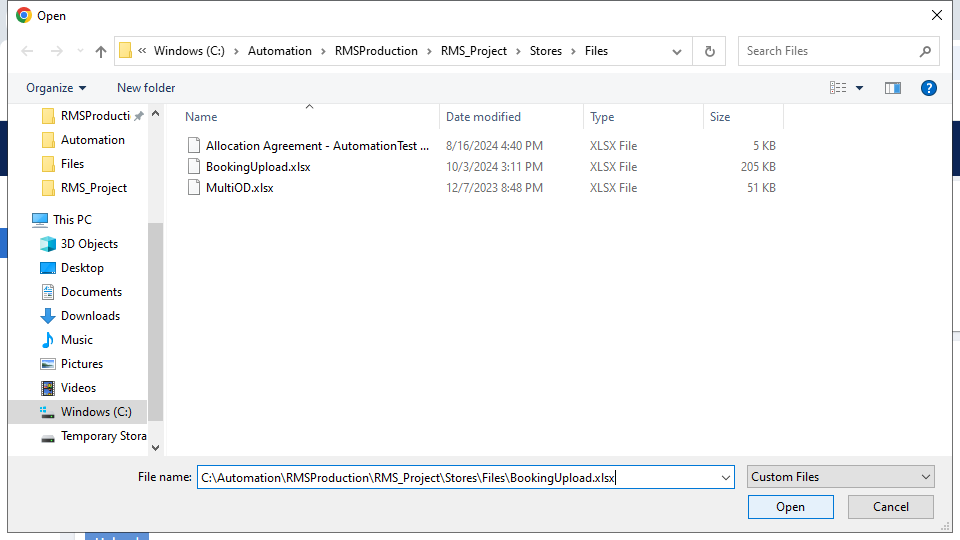 Open
« Windows (C:) › Automation › RMSProduction › RMS_Project › Stores › Files
Search Files
Organize
New folder
RMSProducti
Automation
Files
RMS_Project
This PC
3D Objects
Desktop
Documents
Downloads
Music
Pictures
Videos
Windows (C:)
Temporary Stora
Name Date modified Type Size
Allocation Agreement - AutomationTest ... 8/16/2024 4:40 PM XLSX File 5 KB
BookingUpload.xlsx 10/3/2024 3:11 PM XLSX File 205 KB
MultiOD.xlsx 12/7/2023 8:48 PM XLSX File 51 KB
File name: C:\Automation\RMSProduction\RMS_Project\Stores\Files\BookingUpload.xlsx
Custom Files
Open
Cancel